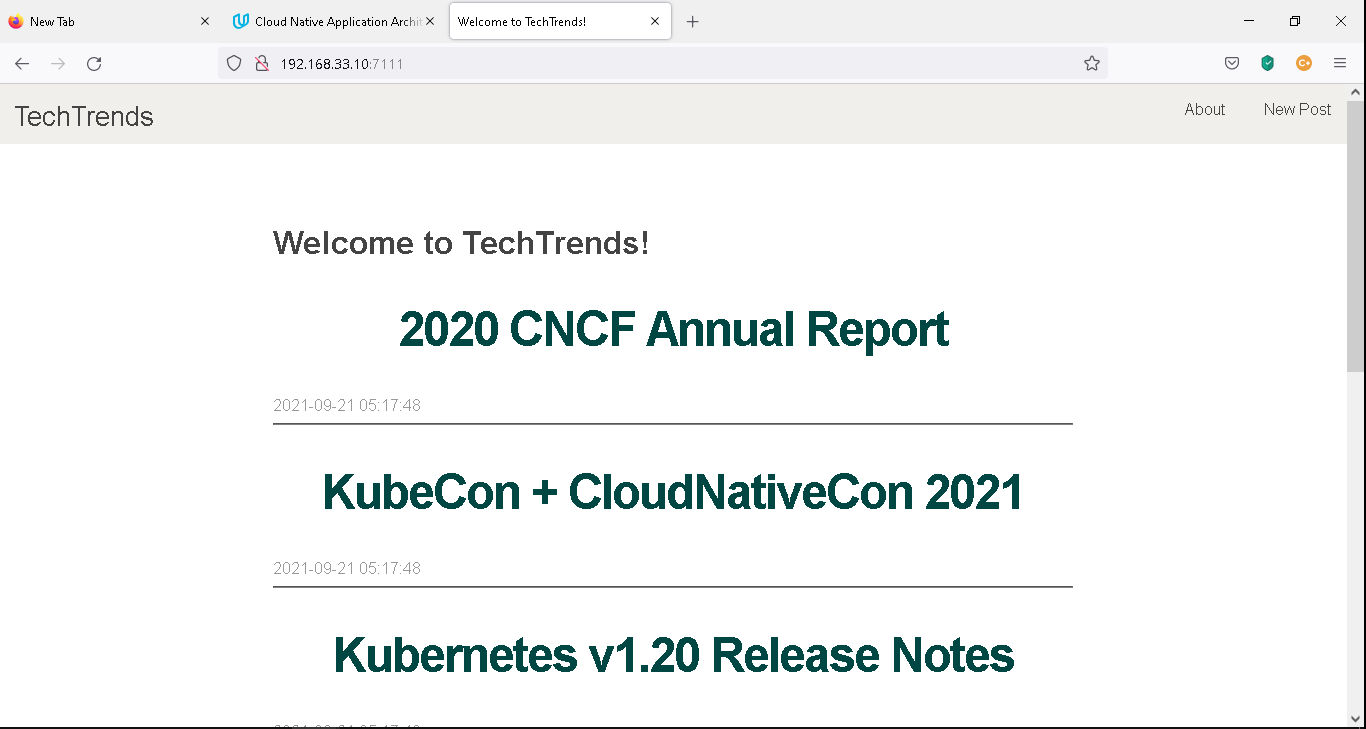 New Tab
Cloud Native Application Archit
Welcome to TechTrends!
192.168.33.10:7111
TechTrends
About
New Post
Welcome to TechTrends!
2020 CNCF Annual Report
2021-09-21 05:17:48
KubeCon + CloudNativeCon 2021
2021-09-21 05:17:48
Kubernetes v1.20 Release Notes